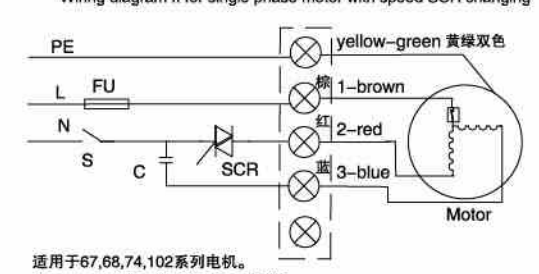 Wiring diagram II for single phase motor with speed SCR changing
PE
yellow-green 黄绿双色
L
FU
棕
1-brown
N
红
2-red
S
C
SCR
蓝
3-blue
Motor
适用于67,68,74,102系列电机。